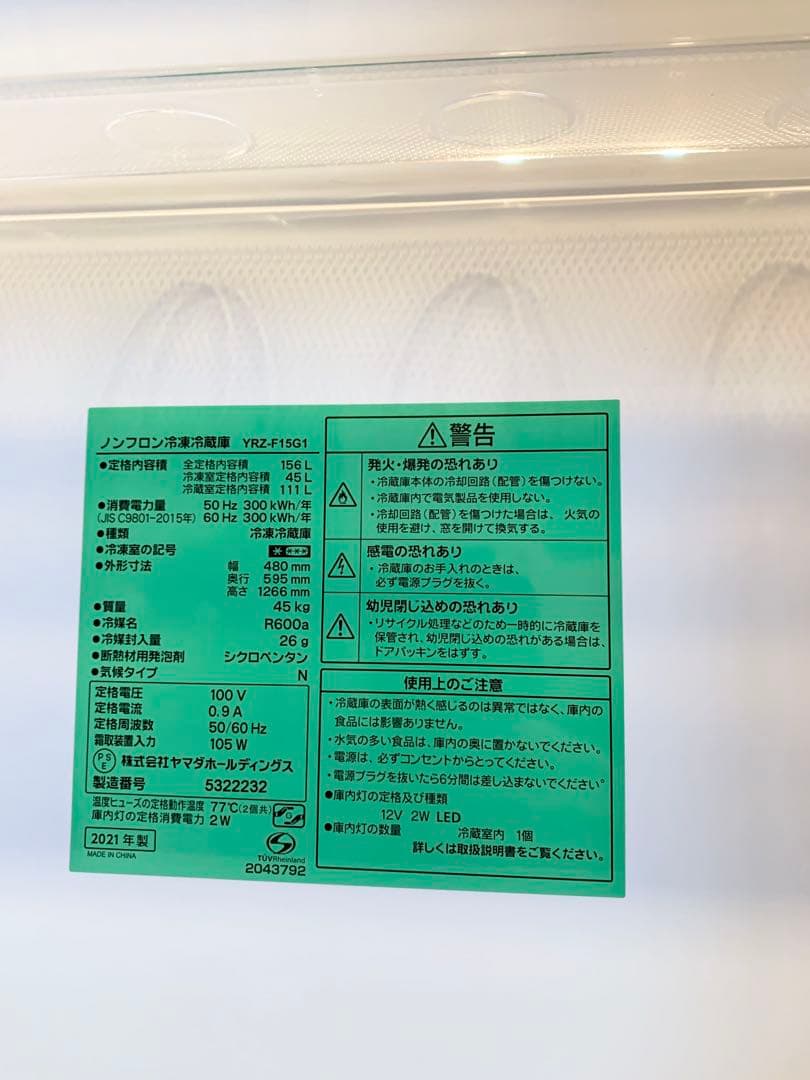 ノンフロン冷凍冷蔵庫 YRZ-F15G1
●定格内容積 全定格内容積 156 L
冷凍室定格内容積 45 L
冷蔵室定格内容積 111 L
●消費電力量 50 Hz 300 kWh/年
(JIS C9801-2015年) 60 Hz 300 kWh/年
●種類 冷凍冷蔵庫
●冷凍室の記号
●外形寸法 幅 480 mm
奥行 595 mm
高さ 1266 mm
●質量 45 kg
●冷媒名 R600a
●冷媒封入量 26 g
●断熱材用発泡剤 シクロペンタン
●気候タイプ N
定格電圧 100 V
定格電流 0.9 A
定格周波数 50/60 Hz
霜取装置入力 105 W
PSE 株式会社ヤマダホールディングス
製造番号 5322232
温度ヒューズの定格動作温度 77℃(2個共)
庫内灯の定格消費電力 2 W
G
2021年製
MADE IN CHINA
TÜVRheinland
2043792
警告
発火・爆発の恐れあり
・冷蔵庫本体の冷却回路(配管)を傷つけない。
・冷蔵庫内で電気製品を使用しない。
・冷却回路(配管)を傷つけた場合は、火気の
使用を避け、窓を開けて換気する。
感電の恐れあり
・冷蔵庫のお手入れのときは、
必ず電源プラグを抜く。
幼児閉じ込めの恐れあり
・リサイクル処理などのため一時的に冷蔵庫を
保管され、幼児閉じ込めの恐れがある場合は、
ドアパッキンをはずす。
使用上のご注意
・冷蔵庫の表面が熱く感じるのは異常ではなく、庫内の
食品には影響ありません。
・水気の多い食品は、庫内の奥に置かないでください。
・電源は、必ずコンセントからとってください。
・電源プラグを抜いたら6分間は差し込まないでください。
●庫内灯の定格及び種類
12V 2W LED
●庫内灯の数量 冷蔵室内 1個
詳しくは取扱説明書をご覧ください。